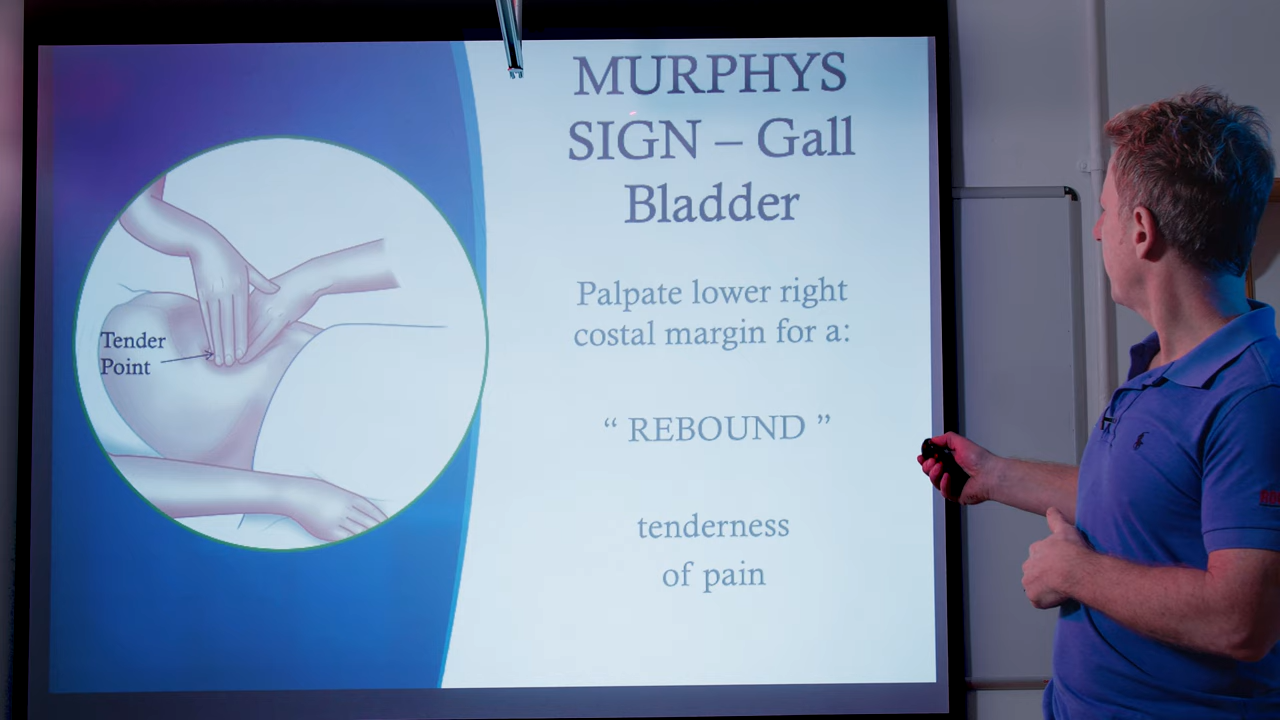 MURPHYS
SIGN – Gall
Bladder
Palpate lower right
costal margin for a:
“ REBOUND ”
tenderness
of pain
Tender
Point